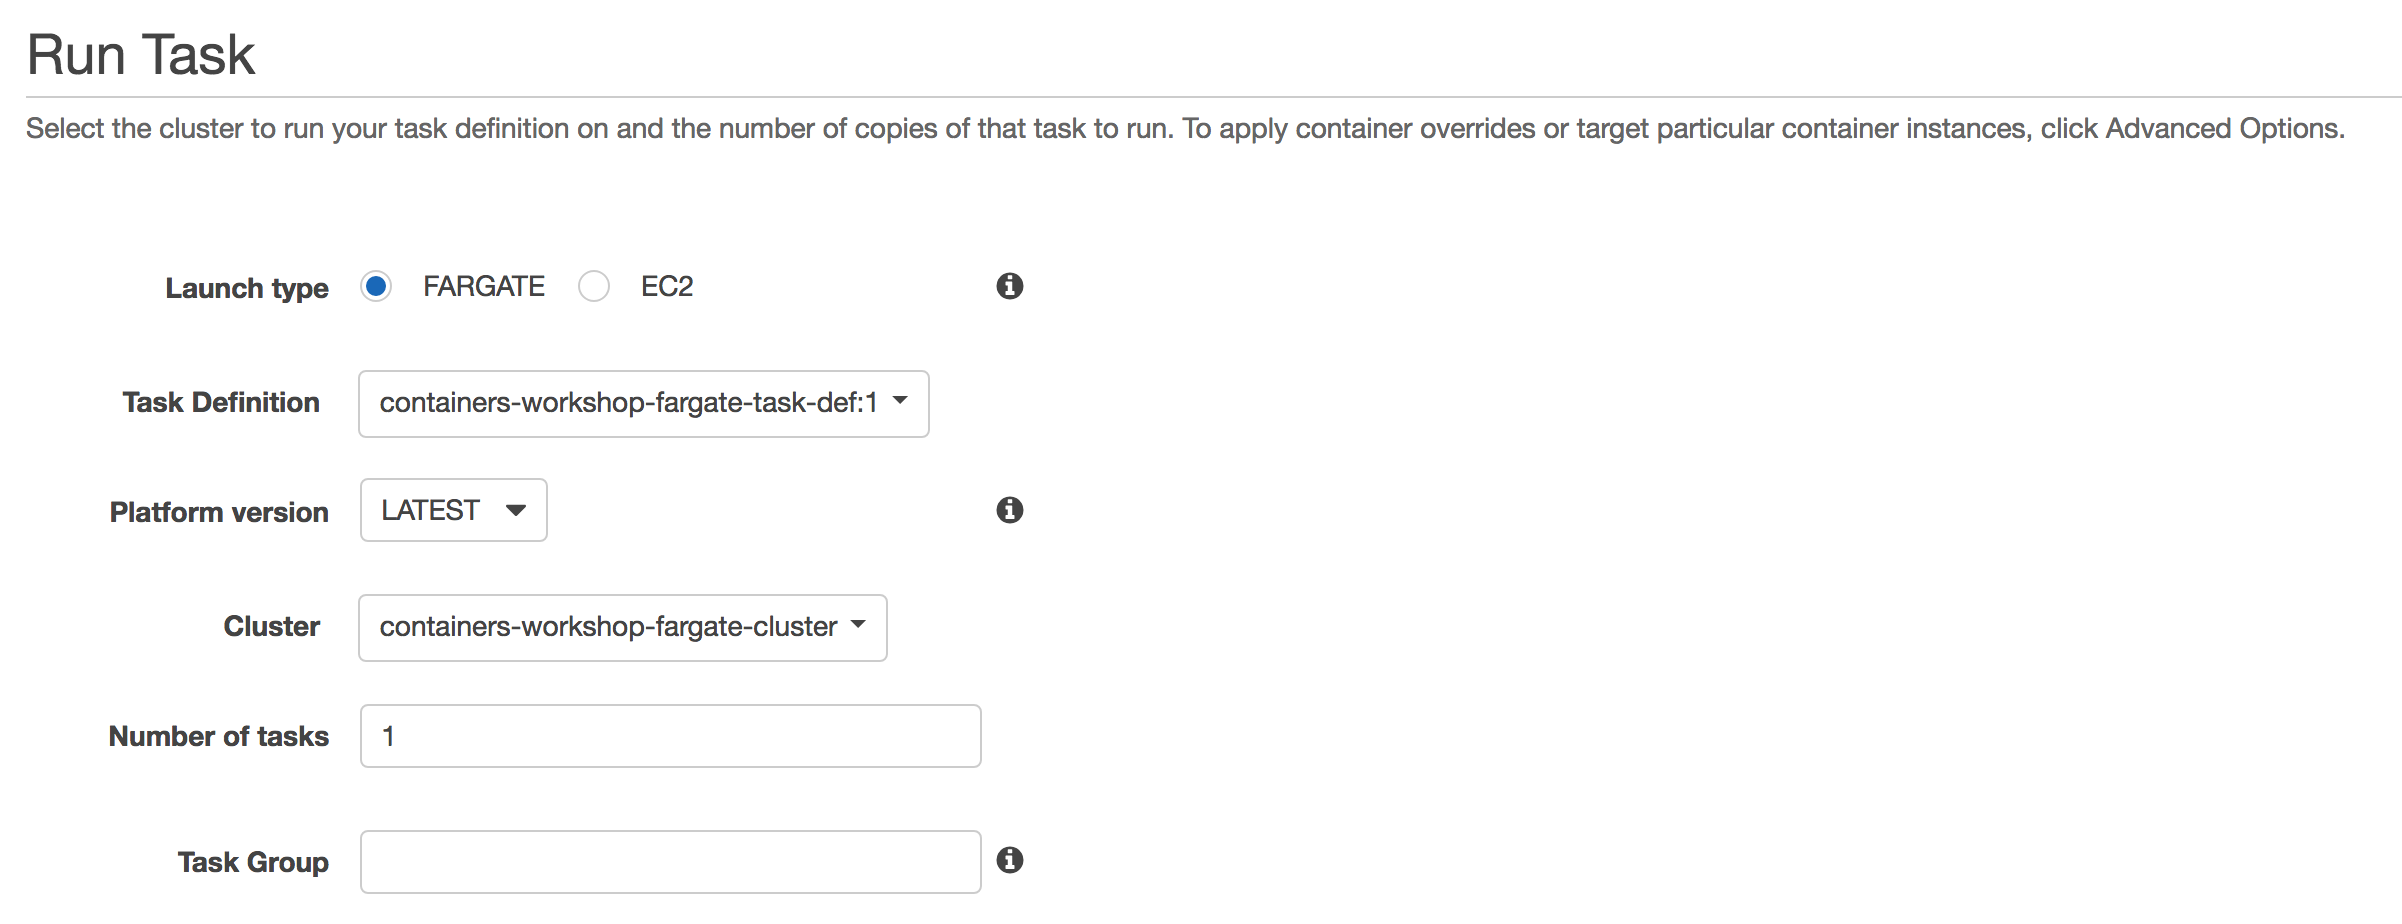 Run Task
Select the cluster to run your task definition on and the number of copies of that task to run. To apply container overrides or target particular container instances, click Advanced Options.
Launch type FARGATE EC2
Task Definition containers-workshop-fargate-task-def:1
Platform version LATEST
Cluster containers-workshop-fargate-cluster
Number of tasks 1
Task Group